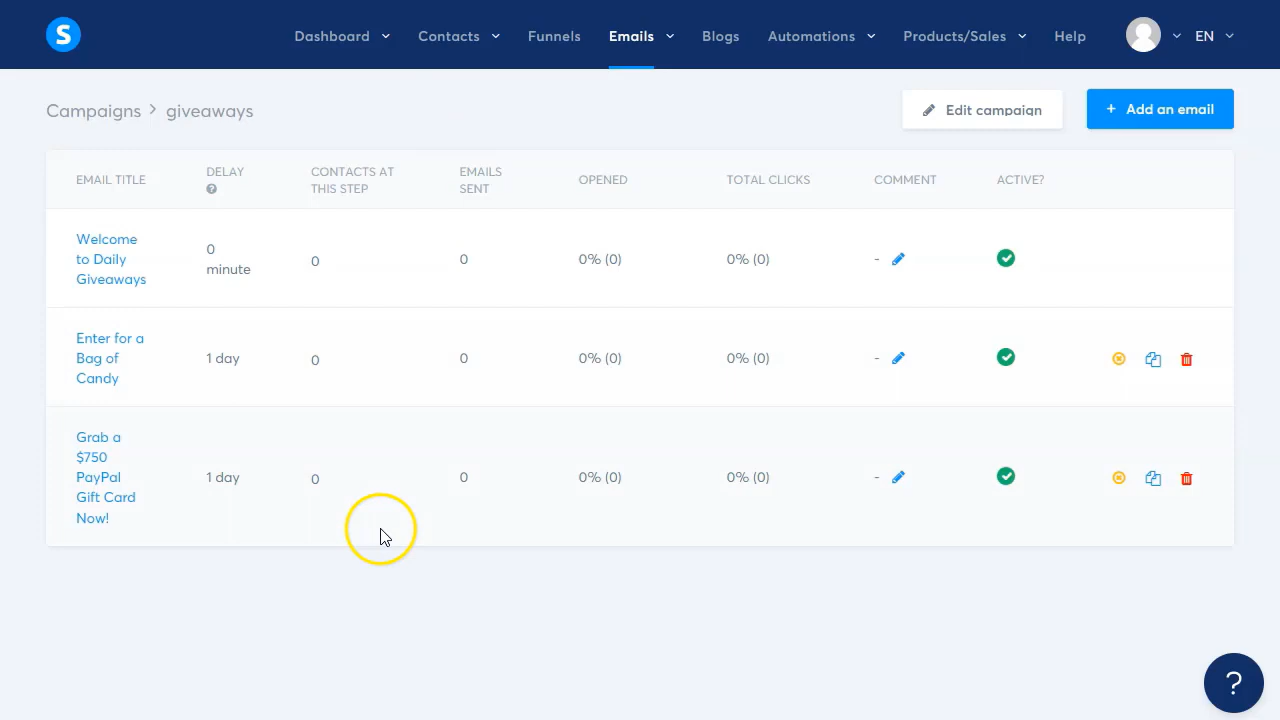 S Dashboard Contacts Funnels Emails Blogs Automations Products/Sales Help EN
Campaigns > giveaways
Edit campaign
+ Add an email
EMAIL TITLE DELAY ? CONTACTS AT THIS STEP EMAILS SENT OPENED TOTAL CLICKS COMMENT ACTIVE?
Welcome
to Daily
Giveaways
0
minute
0
0
0% (0)
0% (0)
-
Enter for a
Bag of
Candy
1 day
0
0
0% (0)
0% (0)
-
Grab a
$750
PayPal
Gift Card
Now!
1 day
0
0
0% (0)
0% (0)
-
?